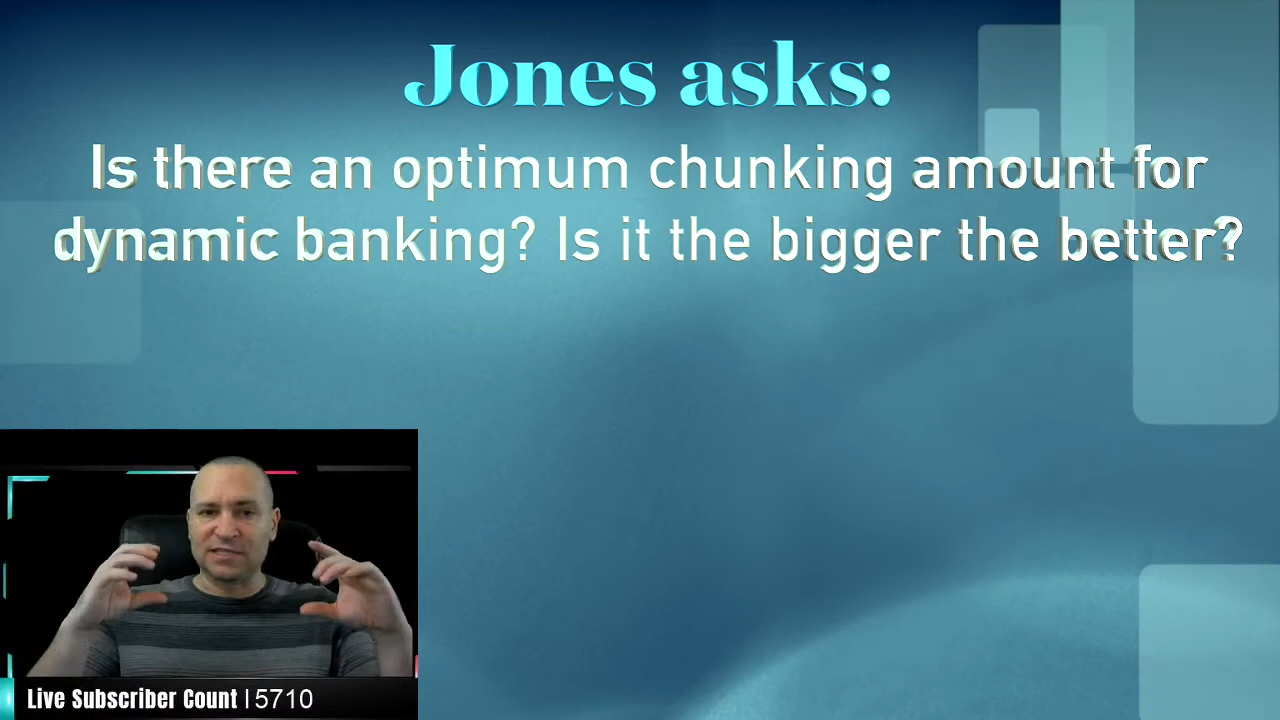 Jones asks:
Is there an optimum chunking amount for
dynamic banking? Is it the bigger the better?
Live Subscriber Count | 5710